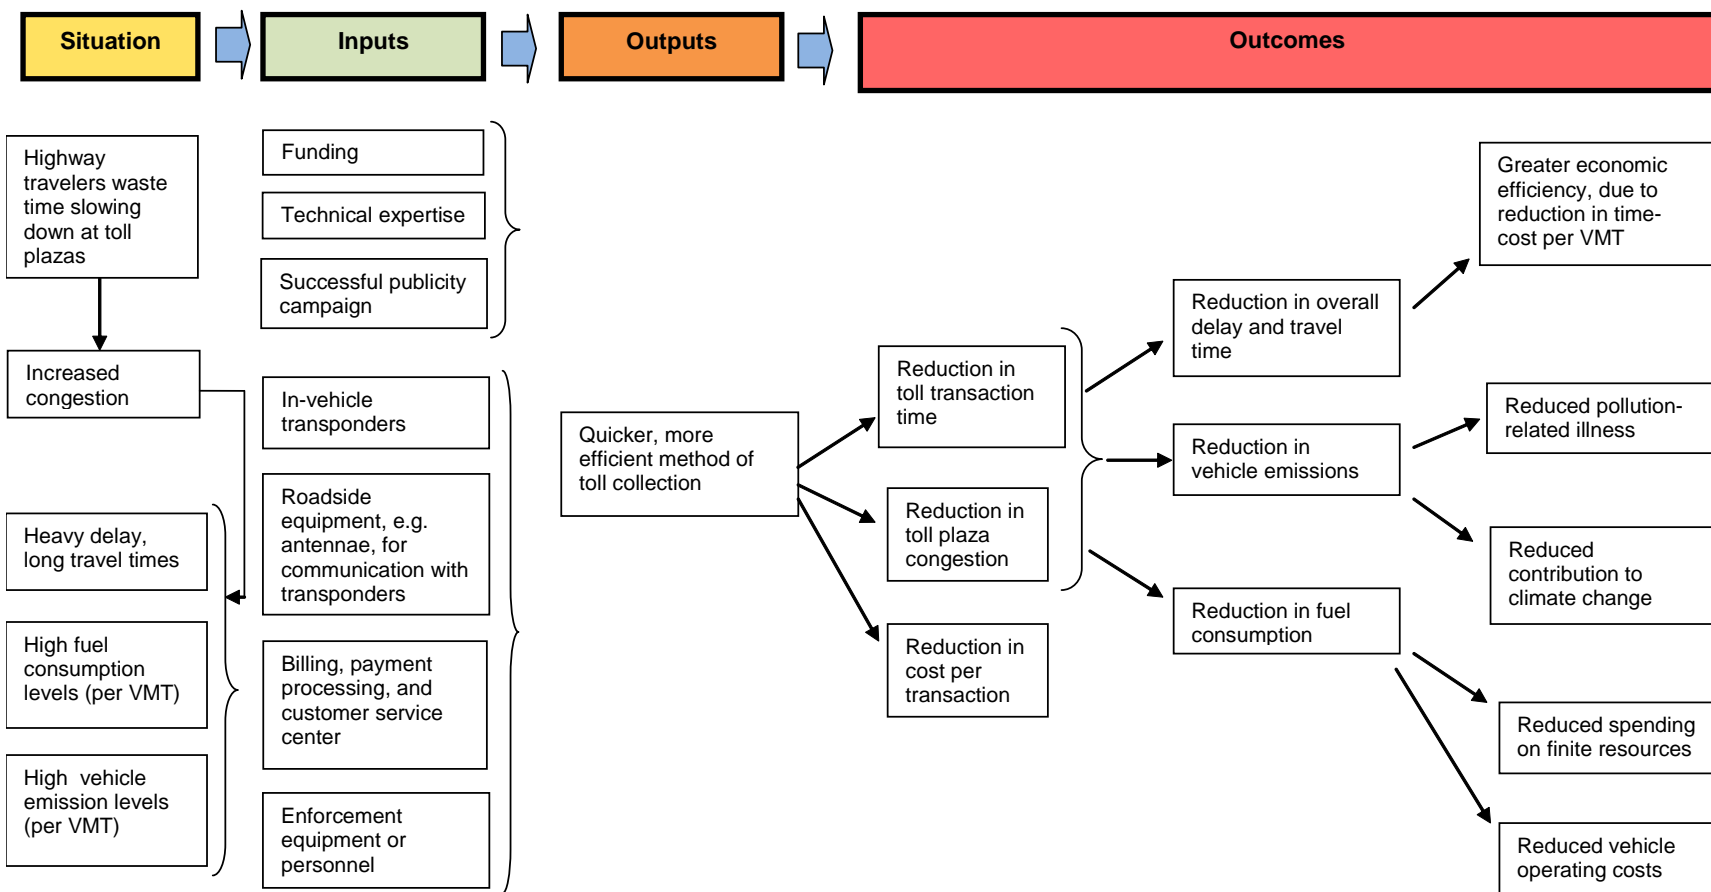 Situation
Inputs
Outputs
Outcomes
Highway
travelers waste
time slowing
down at toll
plazas
Increased
congestion
Heavy delay,
long travel times
High fuel
consumption
levels (per VMT)
High  vehicle
emission levels
(per VMT)
Funding
Technical expertise
Successful publicity
campaign
In-vehicle
transponders
Roadside
equipment, e.g.
antennae, for
communication with
transponders
Billing, payment
processing, and
customer service
center
Enforcement
equipment or
personnel
Quicker, more
efficient method of
toll collection
Reduction in
toll transaction
time
Reduction in
toll plaza
congestion
Reduction in
cost per
transaction
Reduction in overall
delay and travel
time
Reduction in
vehicle emissions
Reduction in fuel
consumption
Greater economic
efficiency, due to
reduction in time-
cost per VMT
Reduced pollution-
related illness
Reduced
contribution to
climate change
Reduced spending
on finite resources
Reduced vehicle
operating costs